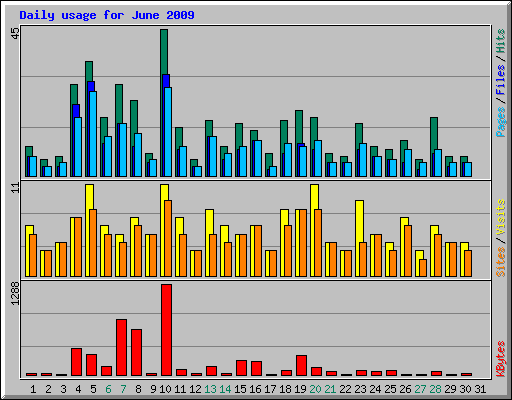 Daily usage for June 2009
45
Pages / Files / Hits
11
Sites / Visits
1288
KBytes
1 2 3 4 5 6 7 8 9 10 11 12 13 14 15 16 17 18 19 20 21 22 23 24 25 26 27 28 29 30 31